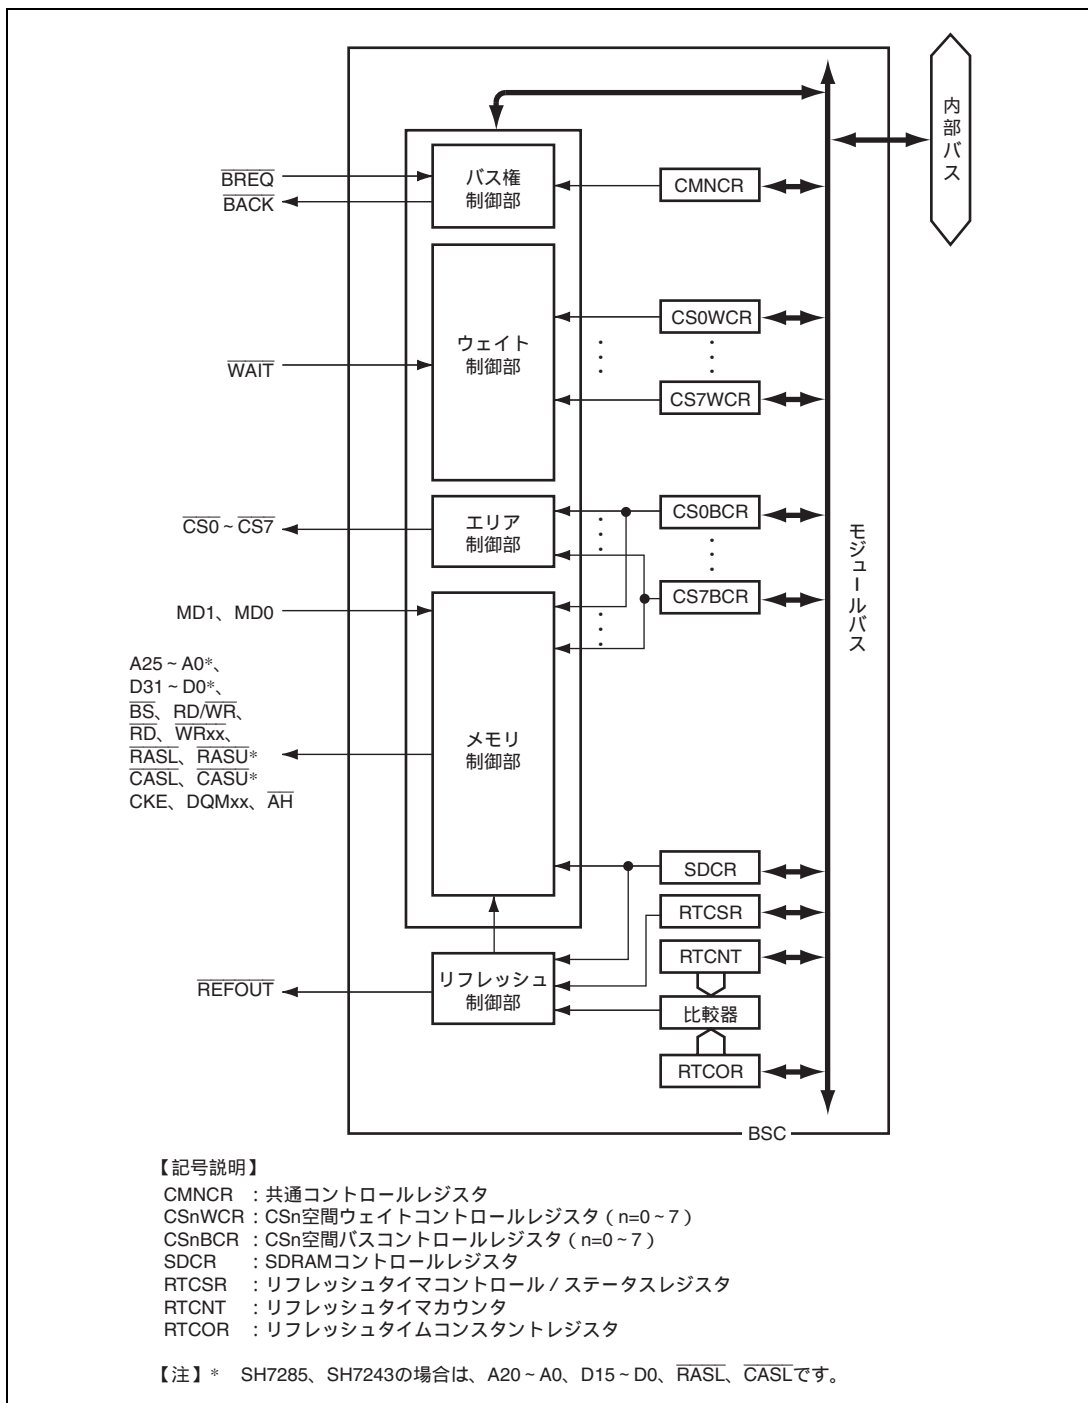 内部バス
BREQ
BACK
バス権
制御部
CMNCR
CS0WCR
WAIT
ウェイト
制御部
CS7WCR
CS0~CS7
エリア
制御部
CS0BCR
CS7BCR
モジュールバス
MD1、MD0
A25~A0*、
D31~D0*、
BS、RD/WR、
RD、WRxx、
RASL、RASU*
CASL、CASU*
CKE、DQMxx、AH
メモリ
制御部
SDCR
RTCSR
RTCNT
REFOUT
リフレッシュ
制御部
比較器
RTCOR
BSC
【記号説明】
CMNCR :共通コントロールレジスタ
CSnWCR:CSn空間ウェイトコントロールレジスタ(n=0~7)
CSnBCR :CSn空間バスコントロールレジスタ(n=0~7)
SDCR :SDRAMコントロールレジスタ
RTCSR :リフレッシュタイマコントロール/ステータスレジスタ
RTCNT :リフレッシュタイマカウンタ
RTCOR :リフレッシュタイムコンスタントレジスタ
【注】* SH7285、SH7243の場合は、A20~A0、D15~D0、RASL、CASLです。